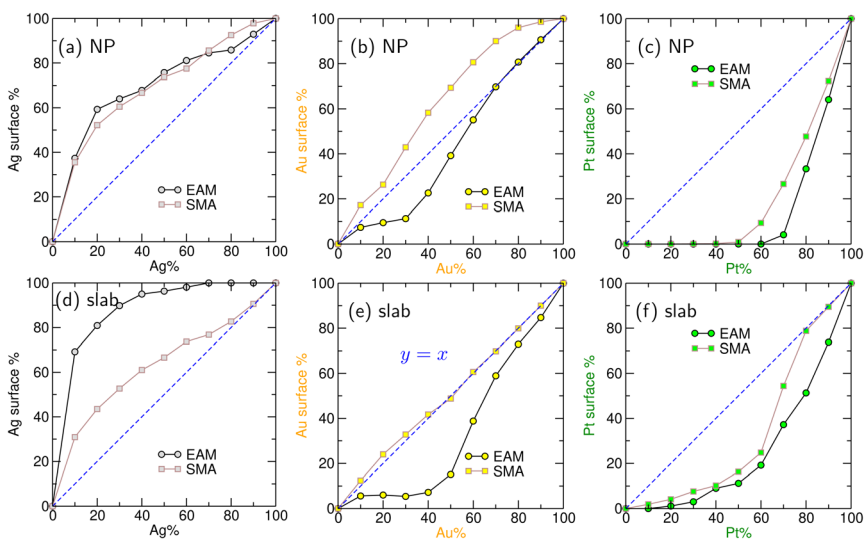 (a) NP
Ag surface %
100
80
60
40
20
0
EAM
SMA
0 20 40 60 80 100
Ag%
(b) NP
Au surface %
100
80
60
40
20
0
EAM
SMA
0 20 40 60 80 100
Au%
(c) NP
Pt surface %
100
80
60
40
20
0
EAM
SMA
0 20 40 60 80 100
Pt%
(d) slab
Ag surface %
100
80
60
40
20
0
EAM
SMA
0 20 40 60 80 100
Ag%
(e) slab
Au surface %
100
80
60
40
20
0
y = x
EAM
SMA
0 20 40 60 80 100
Au%
(f) slab
Pt surface %
100
80
60
40
20
0
EAM
SMA
0 20 40 60 80 100
Pt%